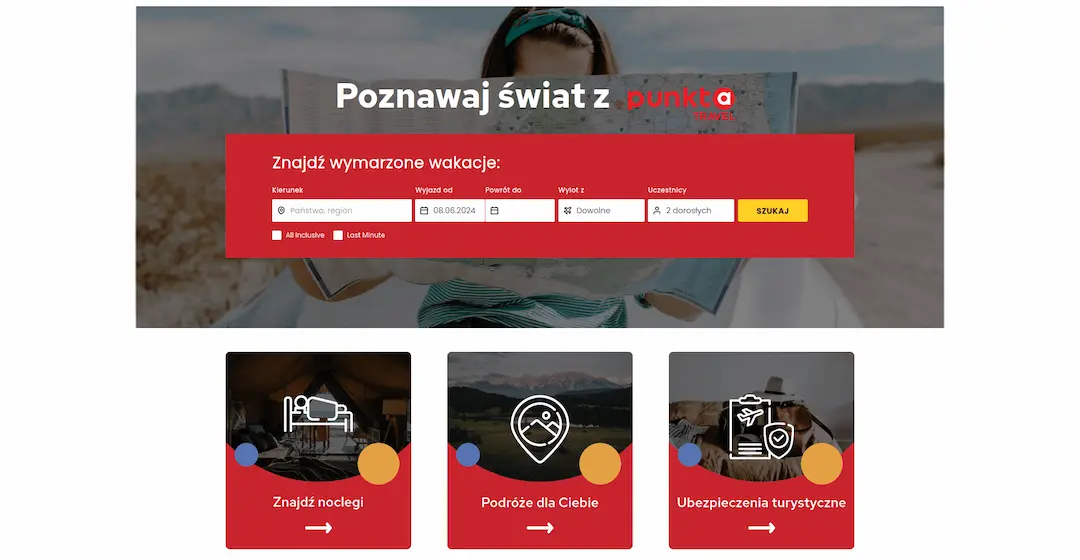 Poznawaj świat z punkta
TRAVEL
Znajdź wymarzone wakacje:
Kierunek Wyjazd od Powrót do Wylot z Uczestnicy
Państwo, region 08.06.2024 Dowolne 2 dorosłych SZUKAJ
All Inclusive Last Minute
Znajdź noclegi Podróże dla Ciebie Ubezpieczenia turystyczne